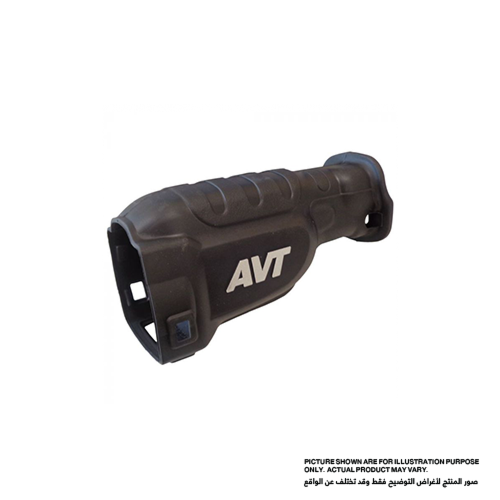 AVT
PICTURE SHOWN ARE FOR ILLUSTRATION PURPOSE
ONLY. ACTUAL PRODUCT MAY VARY.
صور المنتج لأغراض التوضيح فقط وقد تختلف عن الواقع